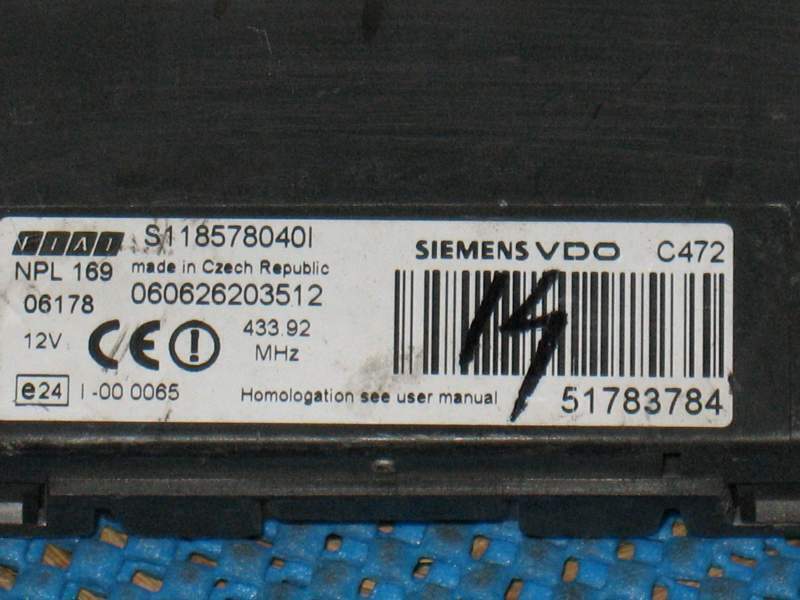 FIAT S118578040I SIEMENS VDO C472
NPL 169 made in Czech Republic
06178 060626203512
12V CE 433.92
MHz
e24 I -00 0065 Homologation see user manual 51783784
14